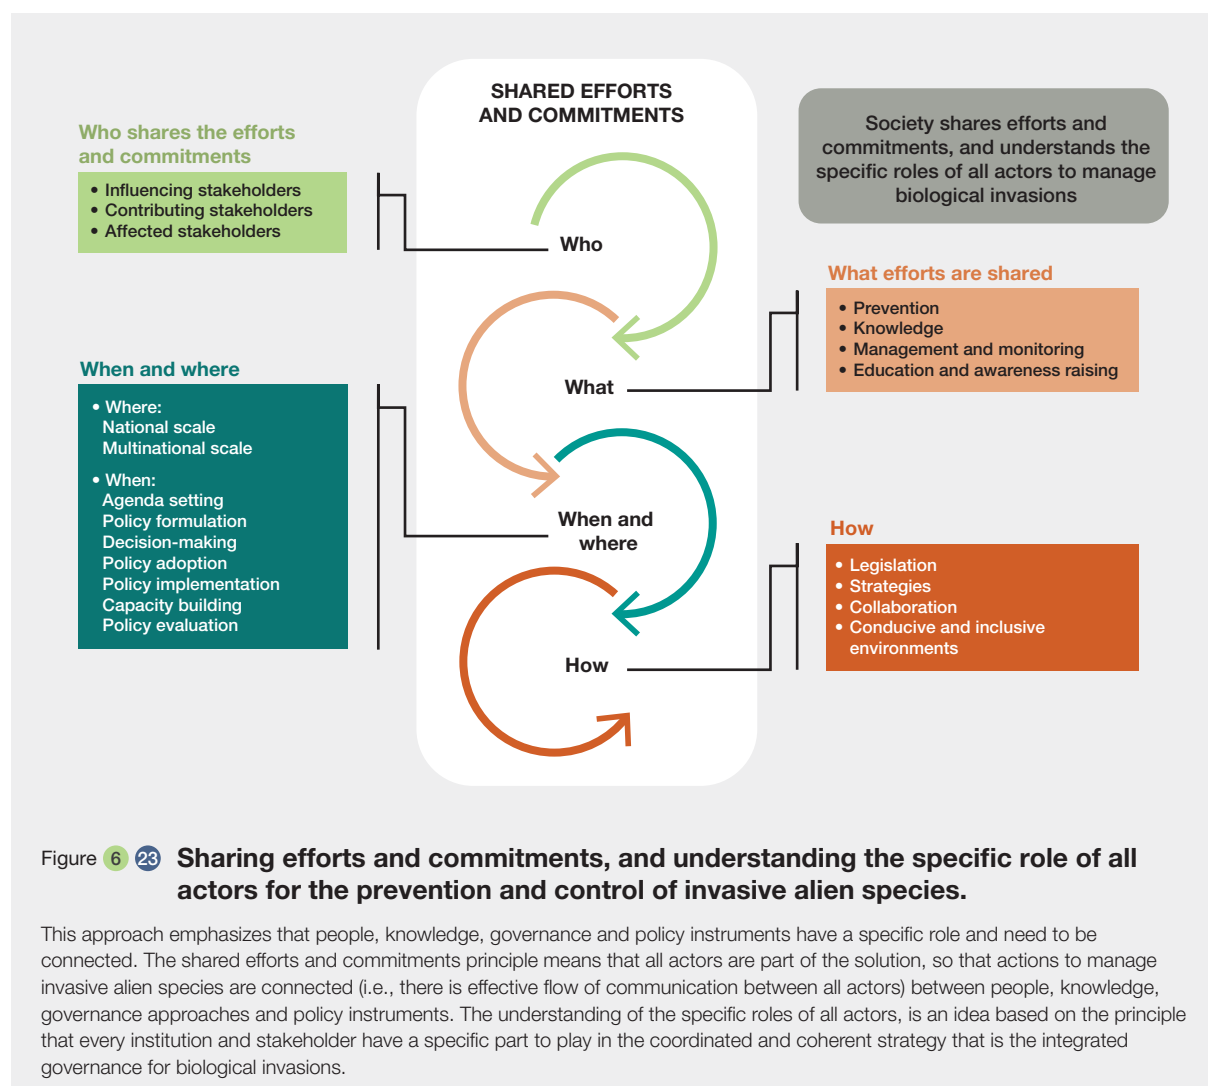 SHARED EFFORTS
AND COMMITMENTS
Society shares efforts and
commitments, and understands the
specific roles of all actors to manage
biological invasions
Who shares the efforts
and commitments
• Influencing stakeholders
• Contributing stakeholders
• Affected stakeholders
Who
What efforts are shared
• Prevention
• Knowledge
• Management and monitoring
• Education and awareness raising
What
When and where
• Where:
National scale
Multinational scale
• When:
Agenda setting
Policy formulation
Decision-making
Policy adoption
Policy implementation
Capacity building
Policy evaluation
When and
where
How
• Legislation
• Strategies
• Collaboration
• Conducive and inclusive
environments
How
Figure 6 23 Sharing efforts and commitments, and understanding the specific role of all
actors for the prevention and control of invasive alien species.
This approach emphasizes that people, knowledge, governance and policy instruments have a specific role and need to be
connected. The shared efforts and commitments principle means that all actors are part of the solution, so that actions to manage
invasive alien species are connected (i.e., there is effective flow of communication between all actors) between people, knowledge,
governance approaches and policy instruments. The understanding of the specific roles of all actors, is an idea based on the principle
that every institution and stakeholder have a specific part to play in the coordinated and coherent strategy that is the integrated
governance for biological invasions.